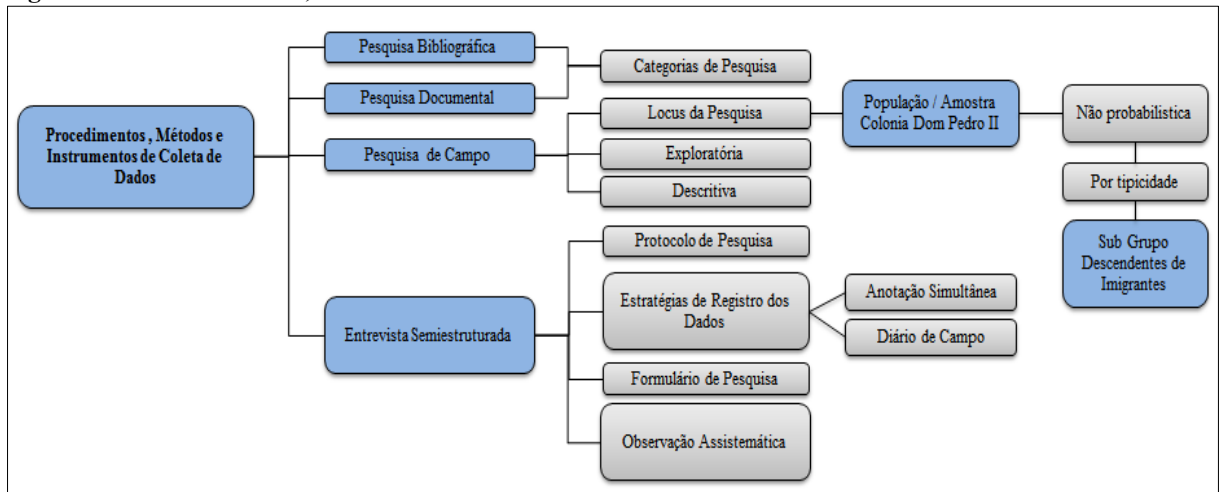 Procedimentos , Métodos e
Instrumentos de Coleta de
Dados
Pesquisa Bibliográfica
Pesquisa Documental
Pesquisa de Campo
Entrevista Semiestruturada
Categorias de Pesquisa
Locus da Pesquisa
Exploratória
Descritiva
Protocolo de Pesquisa
Estratégias de Registro dos
Dados
Formulário de Pesquisa
Observação Assistemática
População / Amostra
Colonia Dom Pedro II
Anotação Simultânea
Diário de Campo
Não probabilistica
Por tipicidade
Sub Grupo
Descendentes de
Imigrantes